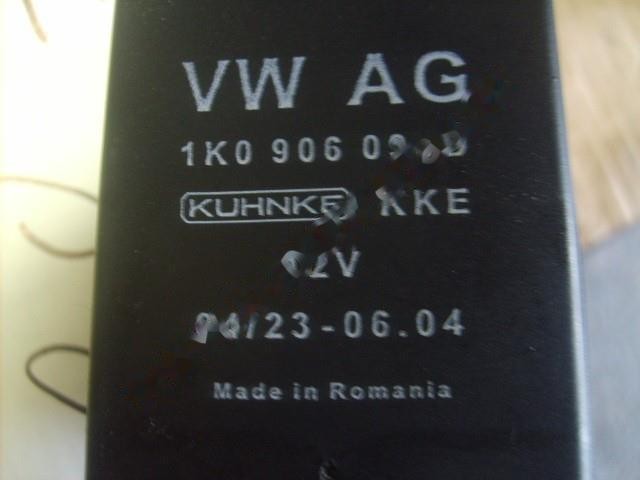 VW AG
1K0 906
KUHNKE KKE
/23-06.04
Made in Romania